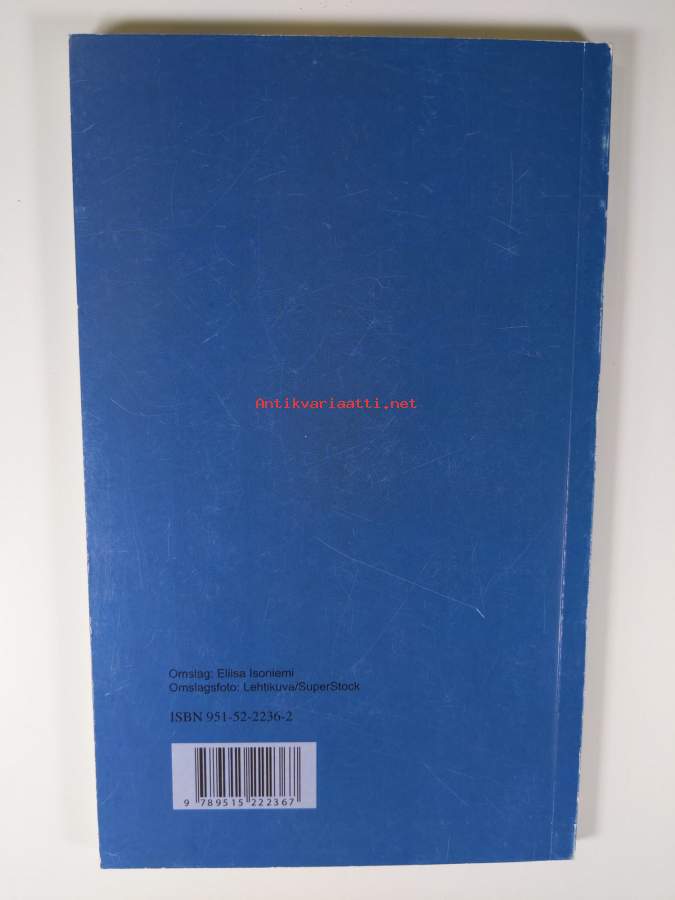 Antikvariaatti.net
Omslag: Eliisa Isoniemi
Omslagsfoto: Lehtikuva/SuperStock
ISBN 951-52-2236-2
9 789515 222367